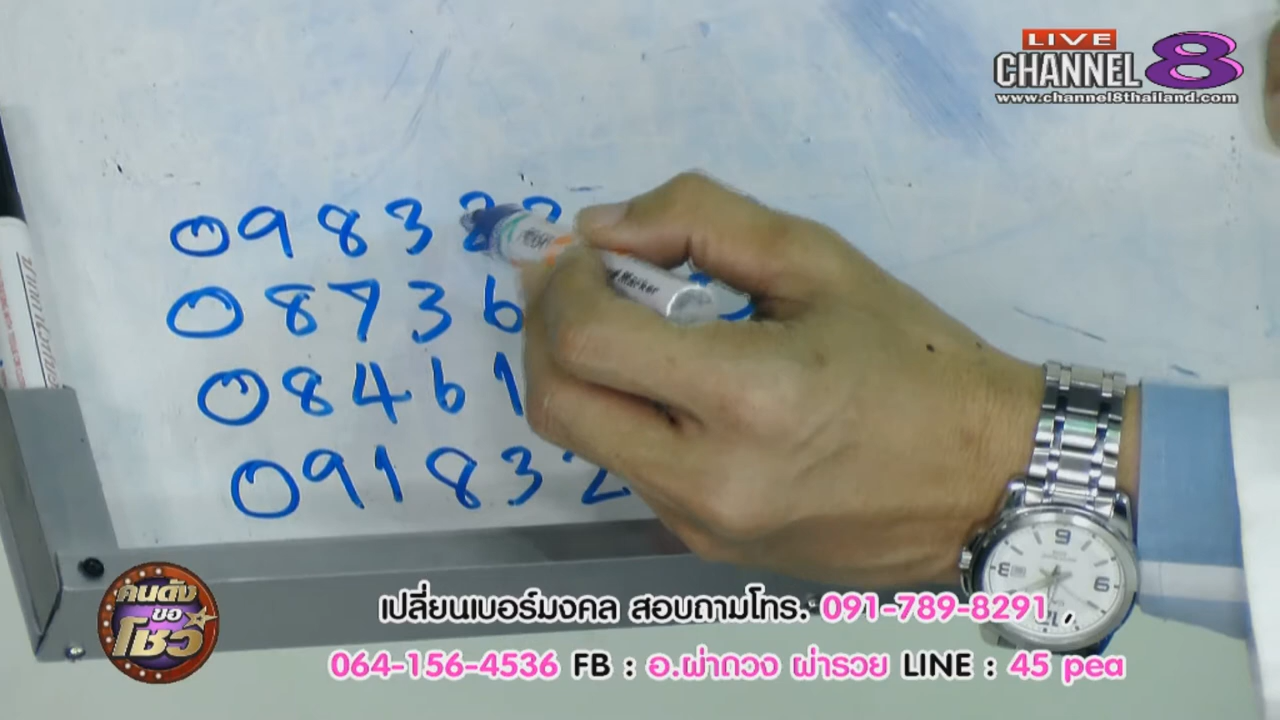 LIVE
CHANNEL 8
www.channel8thailand.com
09832
08736
08461
091832
Marker
คนดัง
ขอ
โชว์
เปลี่ยนเบอร์มงคล สอบถามโทร. 091-789-8291 ,
064-156-4536 FB : อ.ผ่าดวง ผ่ารวย LINE : 45 pea